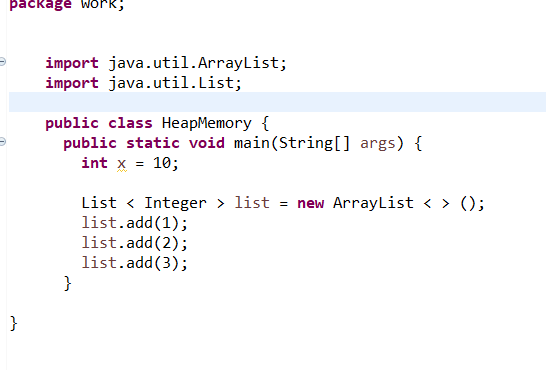 package work;
import java.util.ArrayList;
import java.util.List;
public class HeapMemory {
public static void main(String[] args) {
int x = 10;
List < Integer > list = new ArrayList < > ();
list.add(1);
list.add(2);
list.add(3);
}
}